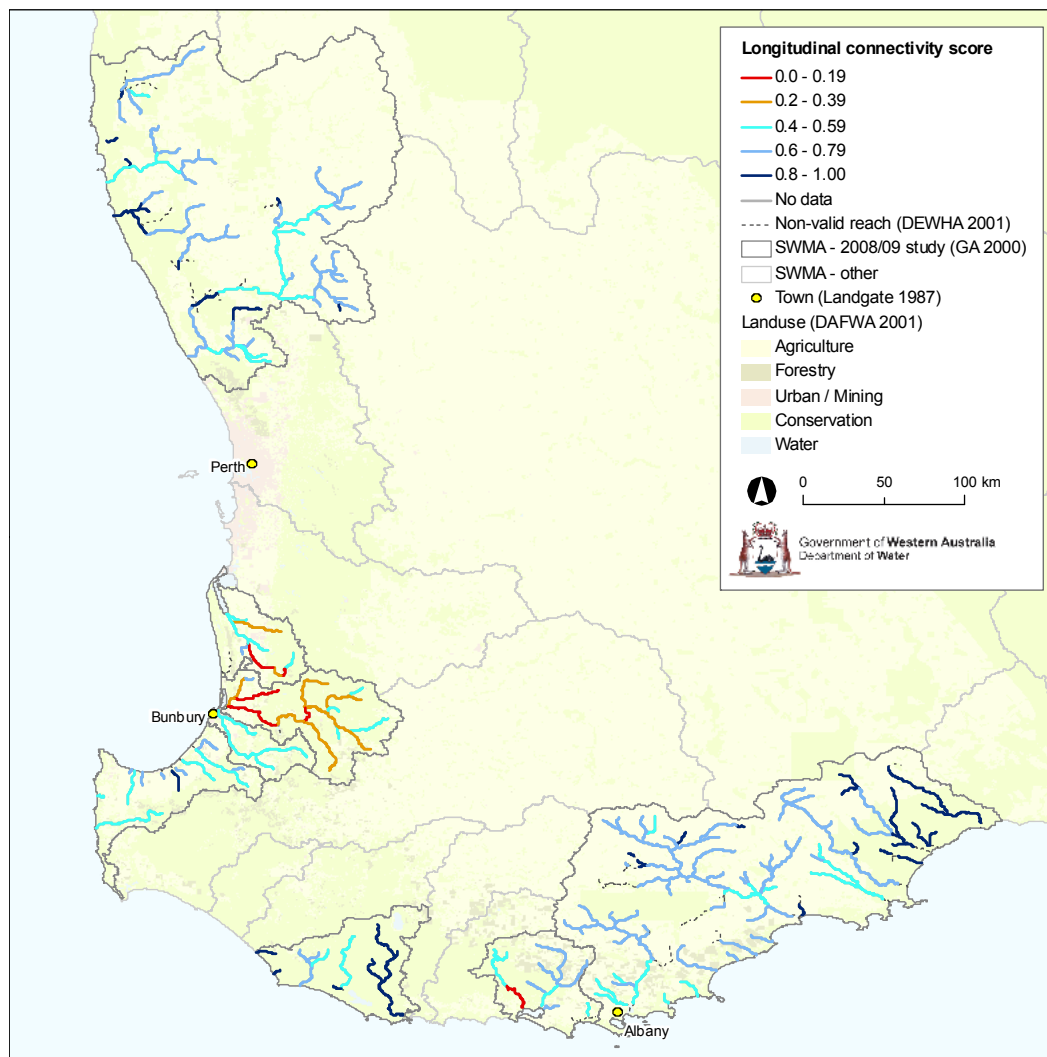 Longitudinal connectivity score
0.0 - 0.19
0.2 - 0.39
0.4 - 0.59
0.6 - 0.79
0.8 - 1.00
No data
Non-valid reach (DEWHA 2001)
SWMA - 2008/09 study (GA 2000)
SWMA - other
Town (Landgate 1987)
Landuse (DAFWA 2001)
Agriculture
Forestry
Urban / Mining
Conservation
Water
0 50 100 km
Government of Western Australia
Department of Water
Perth
Bunbury
Albany